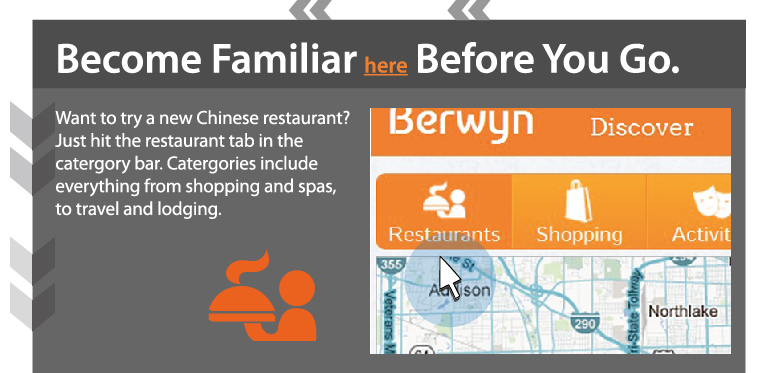 Become Familiar here Before You Go.
Want to try a new Chinese restaurant?
Just hit the restaurant tab in the
catergory bar. Catergories include
everything from shopping and spas,
to travel and lodging.
Berwyn Discover
Restaurants Shopping Activit
355
Addison
Northlake
290
Veterans M
ri-State Tollway